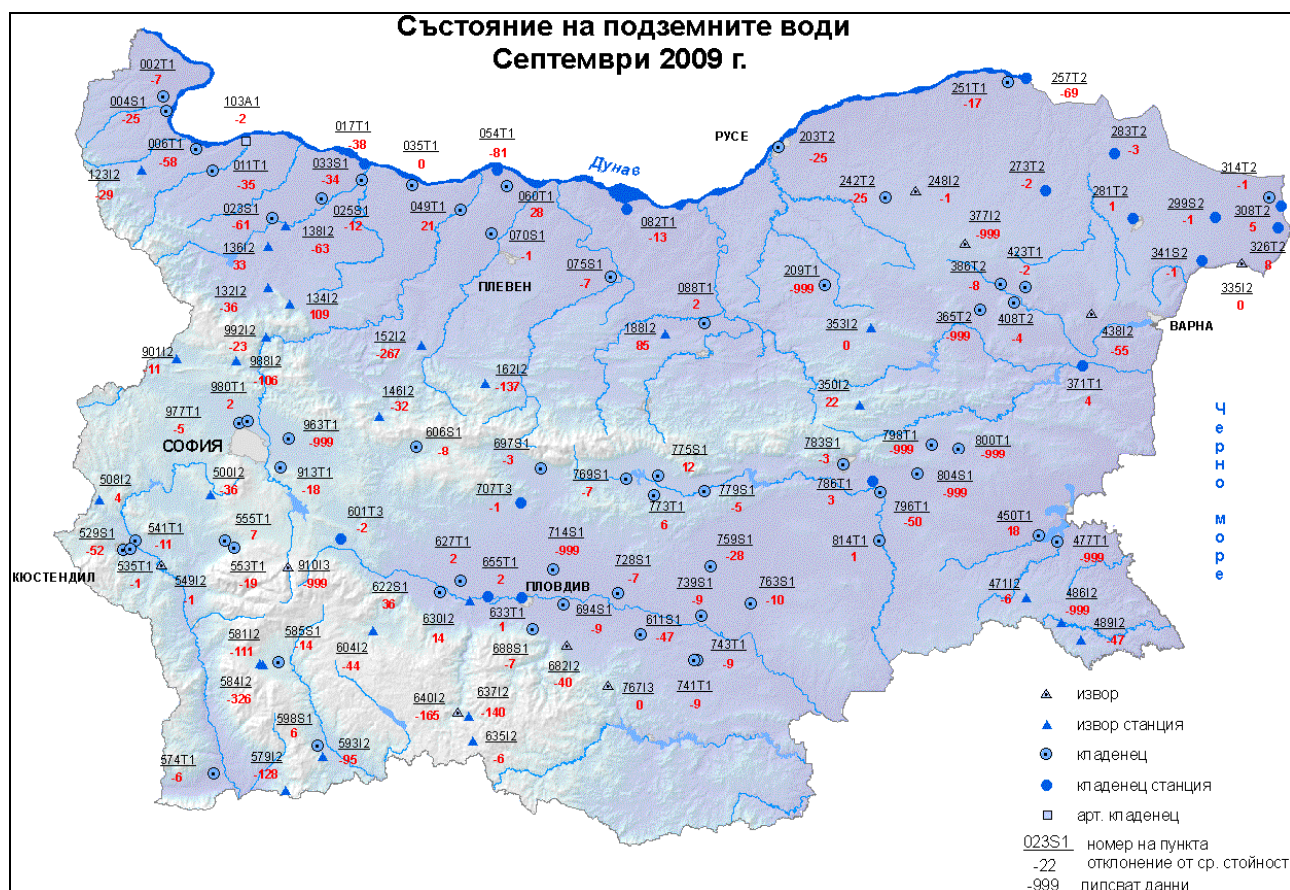 Състояние на подземните води
Септември 2009 г.
002T1
-7
004S1
-25
103A1
-2
006T1
-58
123I2
-29
011T1
-35
017T1
-38
033S1
-34
035T1
0
054T1
-81
023S1
-61
025S1
-12
138I2
-63
049T1
21
060T1
28
070S1
-1
Дунав
РУСЕ
203T2
-25
251T1
-17
257T2
-69
283T2
-3
273T2
-2
242T2
25
248I2
-1
281T2
1
299S2
-1
314T2
-1
308T2
5
326T2
8
335I2
0
341S2
-1
377I2
-999
423T1
-2
386T2
-8
365T2
-999
408T2
-4
438I2
-55
ВАРНА
371T1
4
082T1
-13
075S1
-7
ПЛЕВЕН
088T1
2
209T1
-999
353I2
0
350I2
22
136I2
33
132I2
-36
134I2
109
992I2
-23
988I2
-106
901I2
11
152I2
-267
162I2
-137
146I2
-32
188I2
85
980T1
2
977T1
-5
СОФИЯ
963T1
-999
913T1
-18
606S1
-8
697S1
-3
775S1
12
769S1
-7
773T1
6
779S1
-5
783S1
-3
786T1
3
798T1
-999
800T1
-999
804S1
-999
796T1
-50
814T1
1
450T1
18
477T1
-999
471I2
-6
486I2
-999
489I2
-47
Черно море
508I2
4
500I2
-36
529S1
-52
541T1
-11
535T1
-1
КЮСТЕНДИЛ
549I2
1
555T1
7
553T1
-19
910I3
-999
601T3
-2
707T3
-1
627T1
2
655T1
2
714S1
-999
ПЛОВДИВ
728S1
-7
759S1
-28
739S1
-9
763S1
-10
622S1
36
630I2
14
633T1
1
694S1
-9
611S1
-47
688S1
-7
682I2
-40
743T1
-9
741T1
-9
767I3
0
581I2
-111
585S1
-14
584I2
-326
604I2
-44
640I2
-165
637I2
-140
635I2
-6
598S1
6
593I2
-95
579I2
-128
574T1
-6
извор
извор станция
кладенец
кладенец станция
арт. кладенец
023S1 номер на пункта
-22 отклонение от ср. стойност
-999 липсват данни